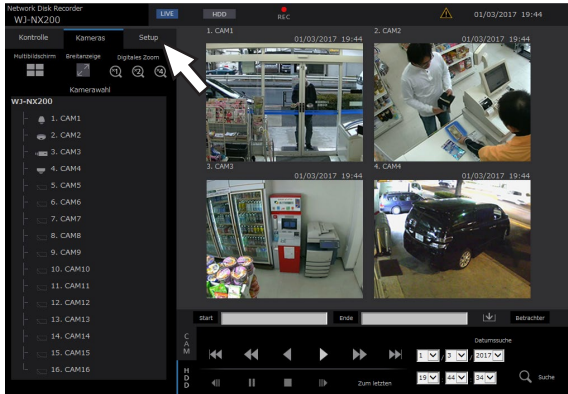 Network Disk Recorder
WJ-NX200
LIVE
HDD
REC
01/03/2017 19:44
Kontrolle
Kameras
Setup
Multibildschirm
Breitanzeige
Digitales Zoom
Kamerawahl
WJ-NX200
1. CAM1
2. CAM2
3. CAM3
4. CAM4
5. CAM5
6. CAM6
7. CAM7
8. CAM8
9. CAM9
10. CAM10
11. CAM11
12. CAM12
13. CAM13
14. CAM14
15. CAM15
16. CAM16
1. CAM1
01/03/2017 19:44
2. CAM2
01/03/2017 19:44
3. CAM3
01/03/2017 19:44
4. CAM4
01/03/2017 19:44
Start
Ende
Betrachter
CAM
HDD
Zum letzten
Datumssuche
1 / 3 / 2017
19 : 44 : 34
Suche